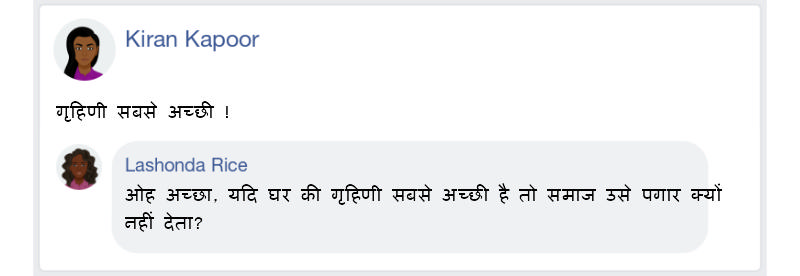 Kiran Kapoor
गृहिणी सबसे अच्छी !
Lashonda Rice
ओह अच्छा, यदि घर की गृहिणी सबसे अच्छी है तो समाज उसे पगार क्यों
नहीं देता?